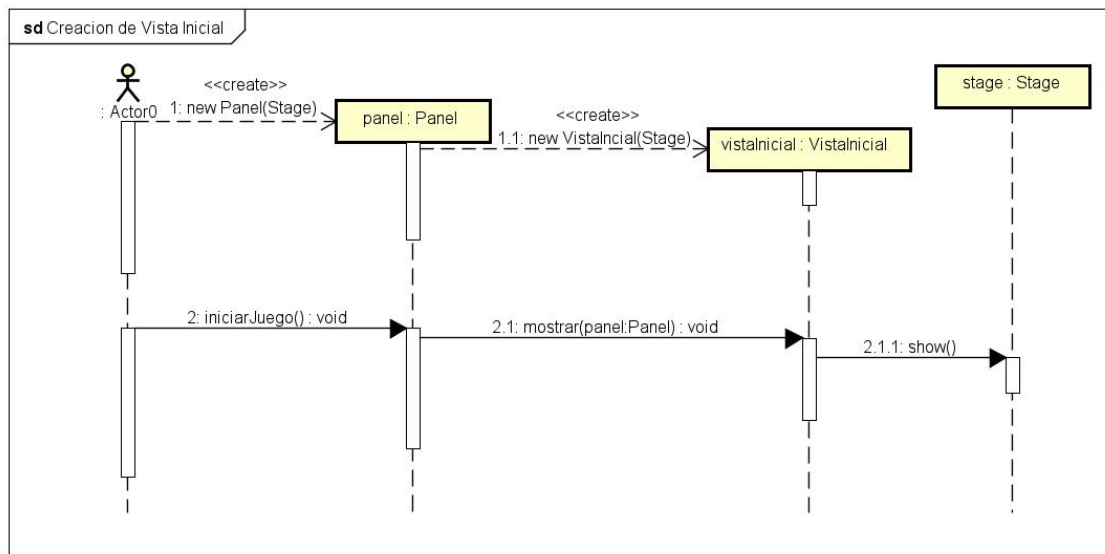 sd Creacion de Vista Inicial
: Actor0
<<create>>
1: new Panel(Stage)
panel : Panel
<<create>>
1.1: new VistaIncial(Stage)
vistaInicial : VistaInicial
stage : Stage
2: iniciarJuego() : void
2.1: mostrar(panel:Panel) : void
2.1.1: show()